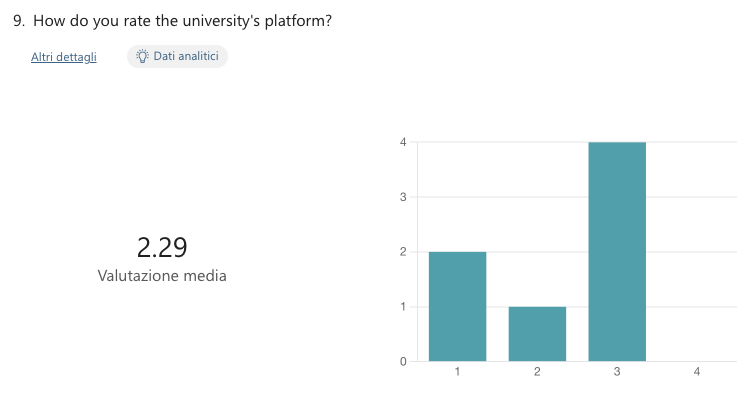 9. How do you rate the university's platform?
Altri dettagli
Dati analitici
2.29
Valutazione media
4
3
2
1
0
1 2 3 4